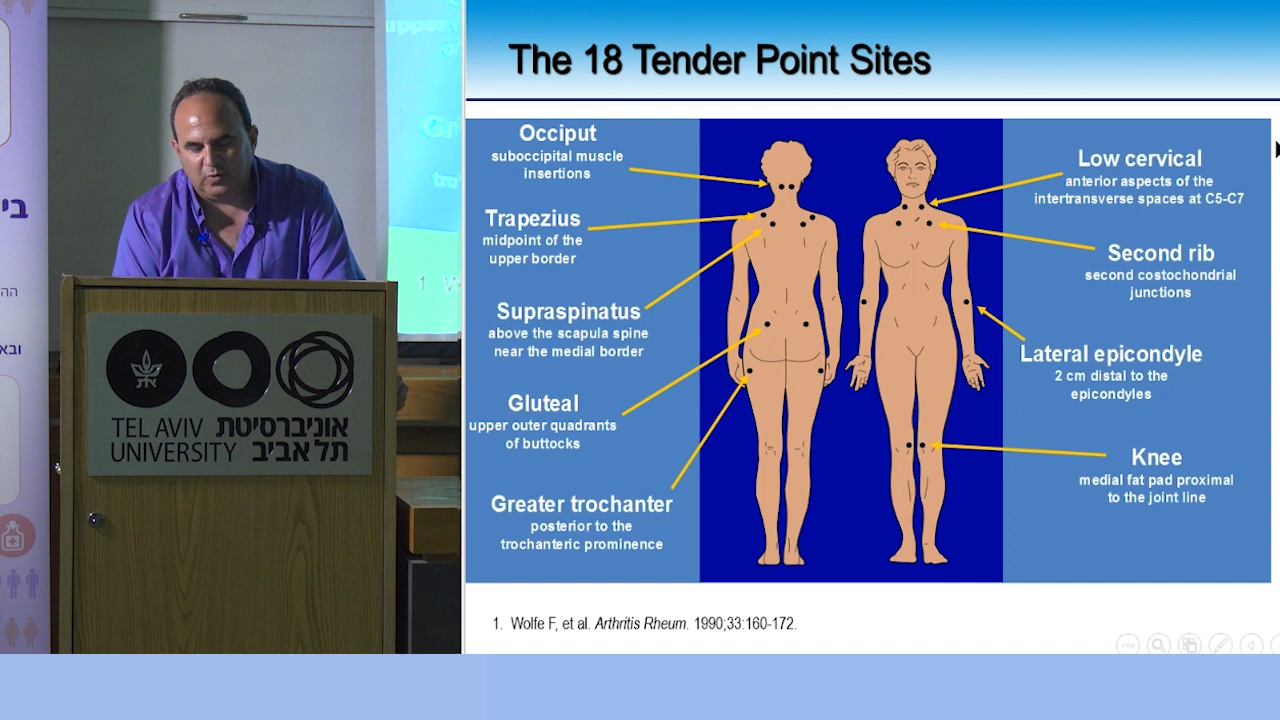 The 18 Tender Point Sites
Occiput
suboccipital muscle
insertions
Trapezius
midpoint of the
upper border
Supraspinatus
above the scapula spine
near the medial border
Gluteal
upper outer quadrants
of buttocks
Greater trochanter
posterior to the
trochanteric prominence
Low cervical
anterior aspects of the
intertransverse spaces at C5-C7
Second rib
second costochondrial
junctions
Lateral epicondyle
2 cm distal to the
epicondyles
Knee
medial fat pad proximal
to the joint line
1. Wolfe F, et al. Arthritis Rheum. 1990;33:160-172.
TEL AVIV אוניברסיטת
UNIVERSITY תל אביב
בי
הה
ובא
upper